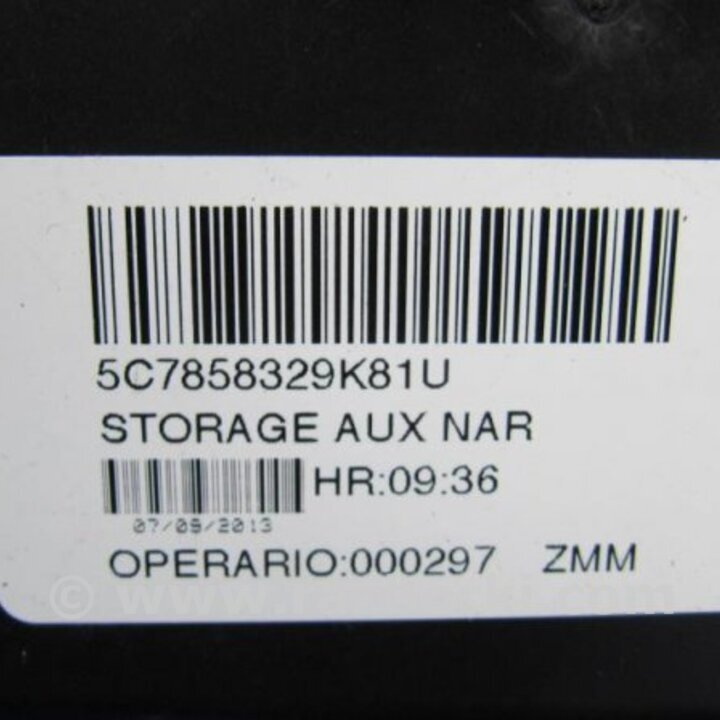 5C7858329K81U
STORAGE AUX NAR
HR:09:36
07/09/2013
OPERARIO:000297 ZMM